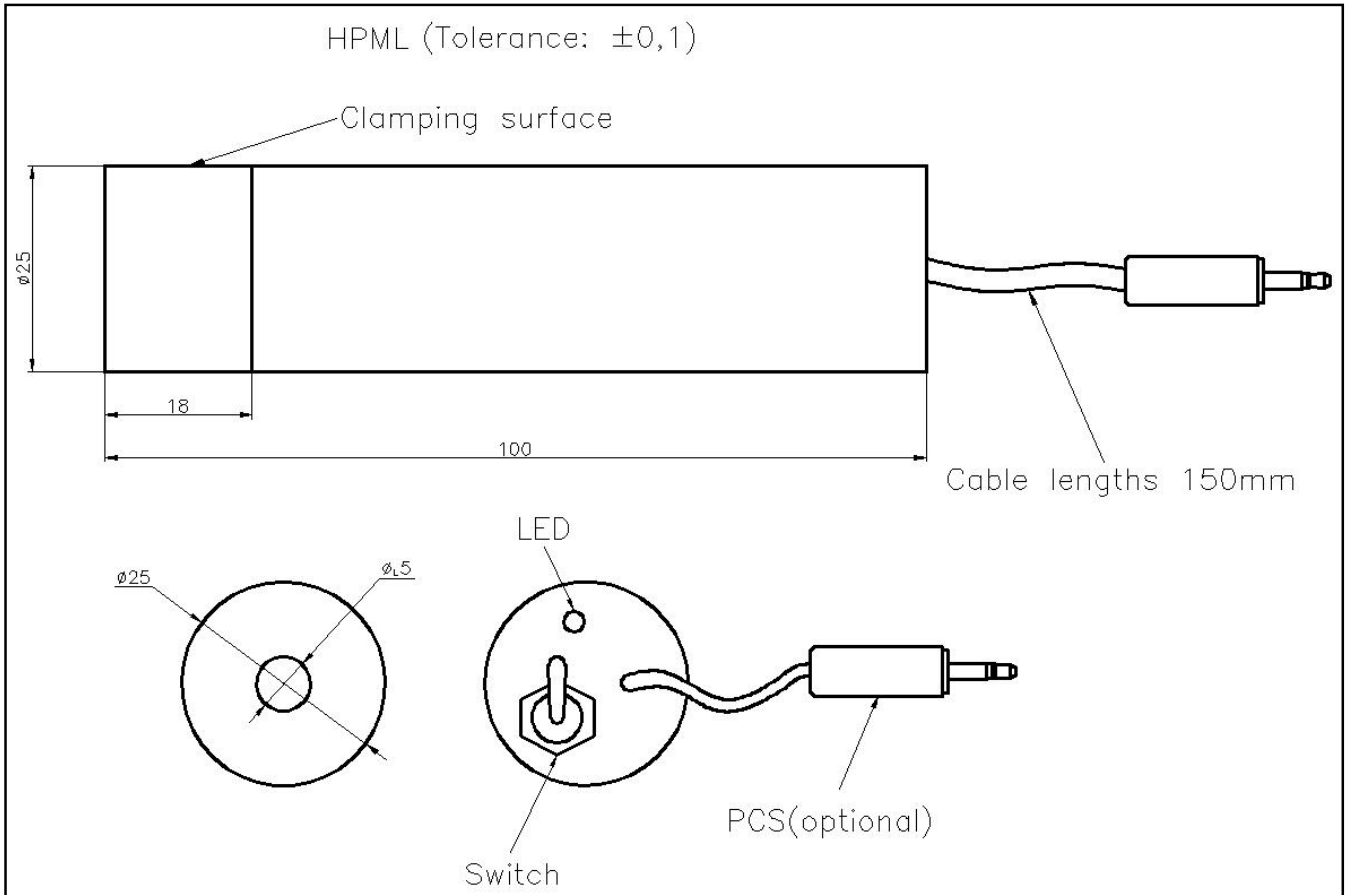 HPML (Tolerance: ±0,1)
Clamping surface
ø25
18
100
Cable lengths 150mm
LED
ø25
øL5
PCS(optional)
Switch